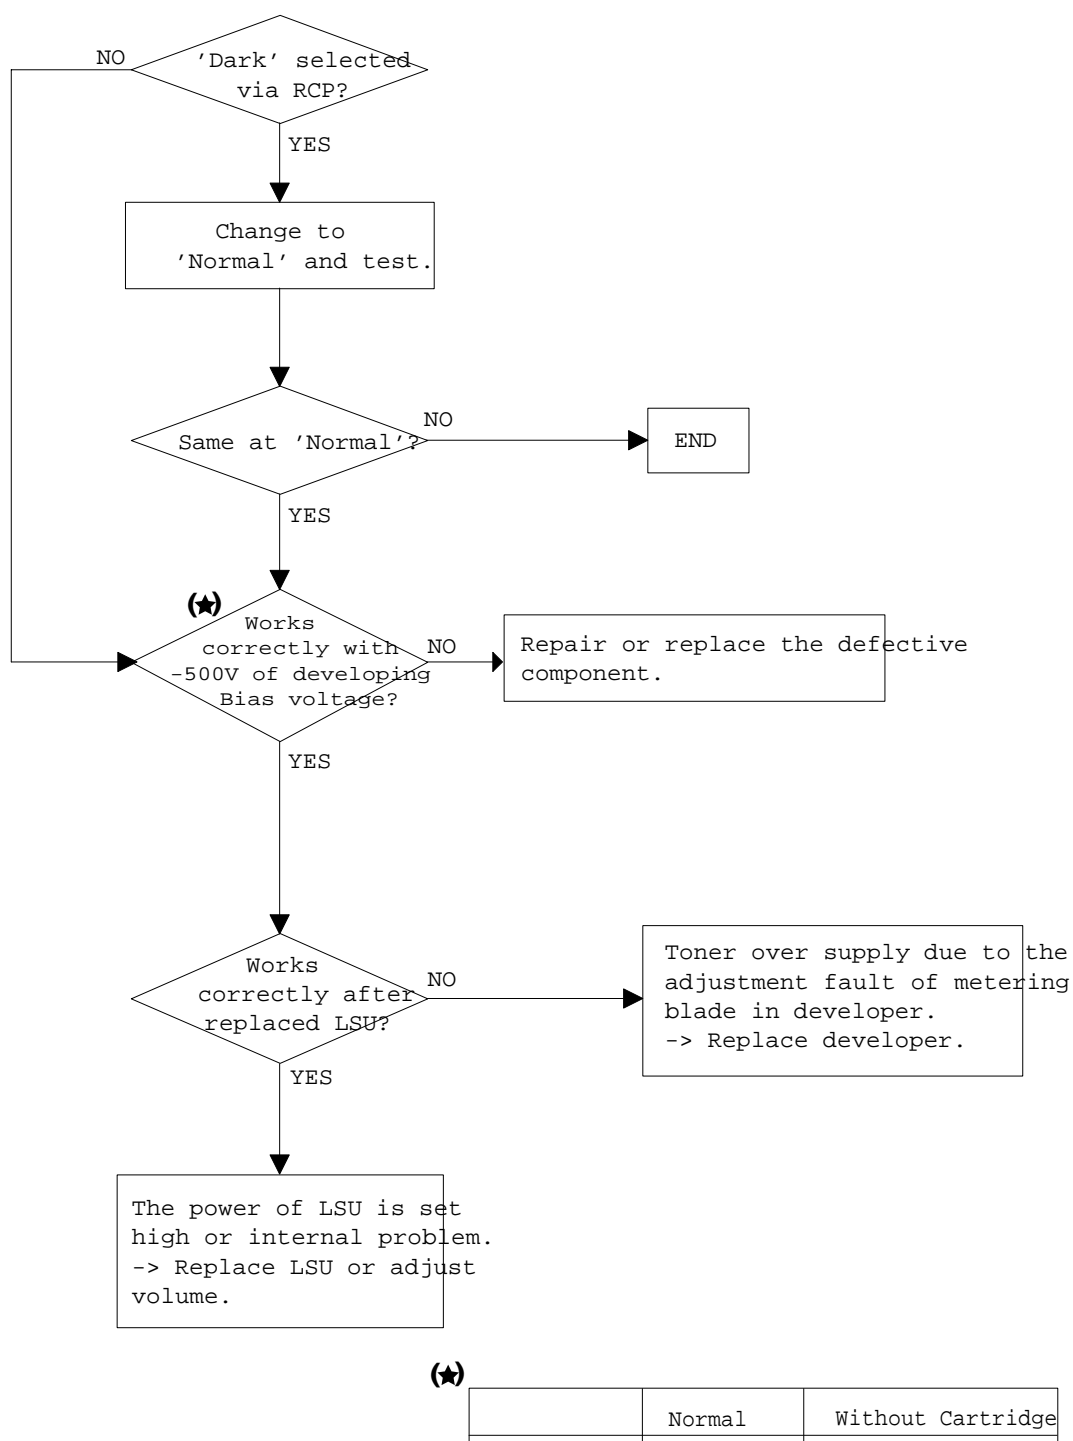 NO
'Dark' selected
via RCP?
YES
Change to
'Normal' and test.
Same at 'Normal'?
NO
END
YES
(★)
Works
correctly with
-500V of developing
Bias voltage?
NO
Repair or replace the defective
component.
YES
Works
correctly after
replaced LSU?
NO
Toner over supply due to the
adjustment fault of metering
blade in developer.
-> Replace developer.
YES
The power of LSU is set
high or internal problem.
-> Replace LSU or adjust
volume.
(★)
Normal
Without Cartridge